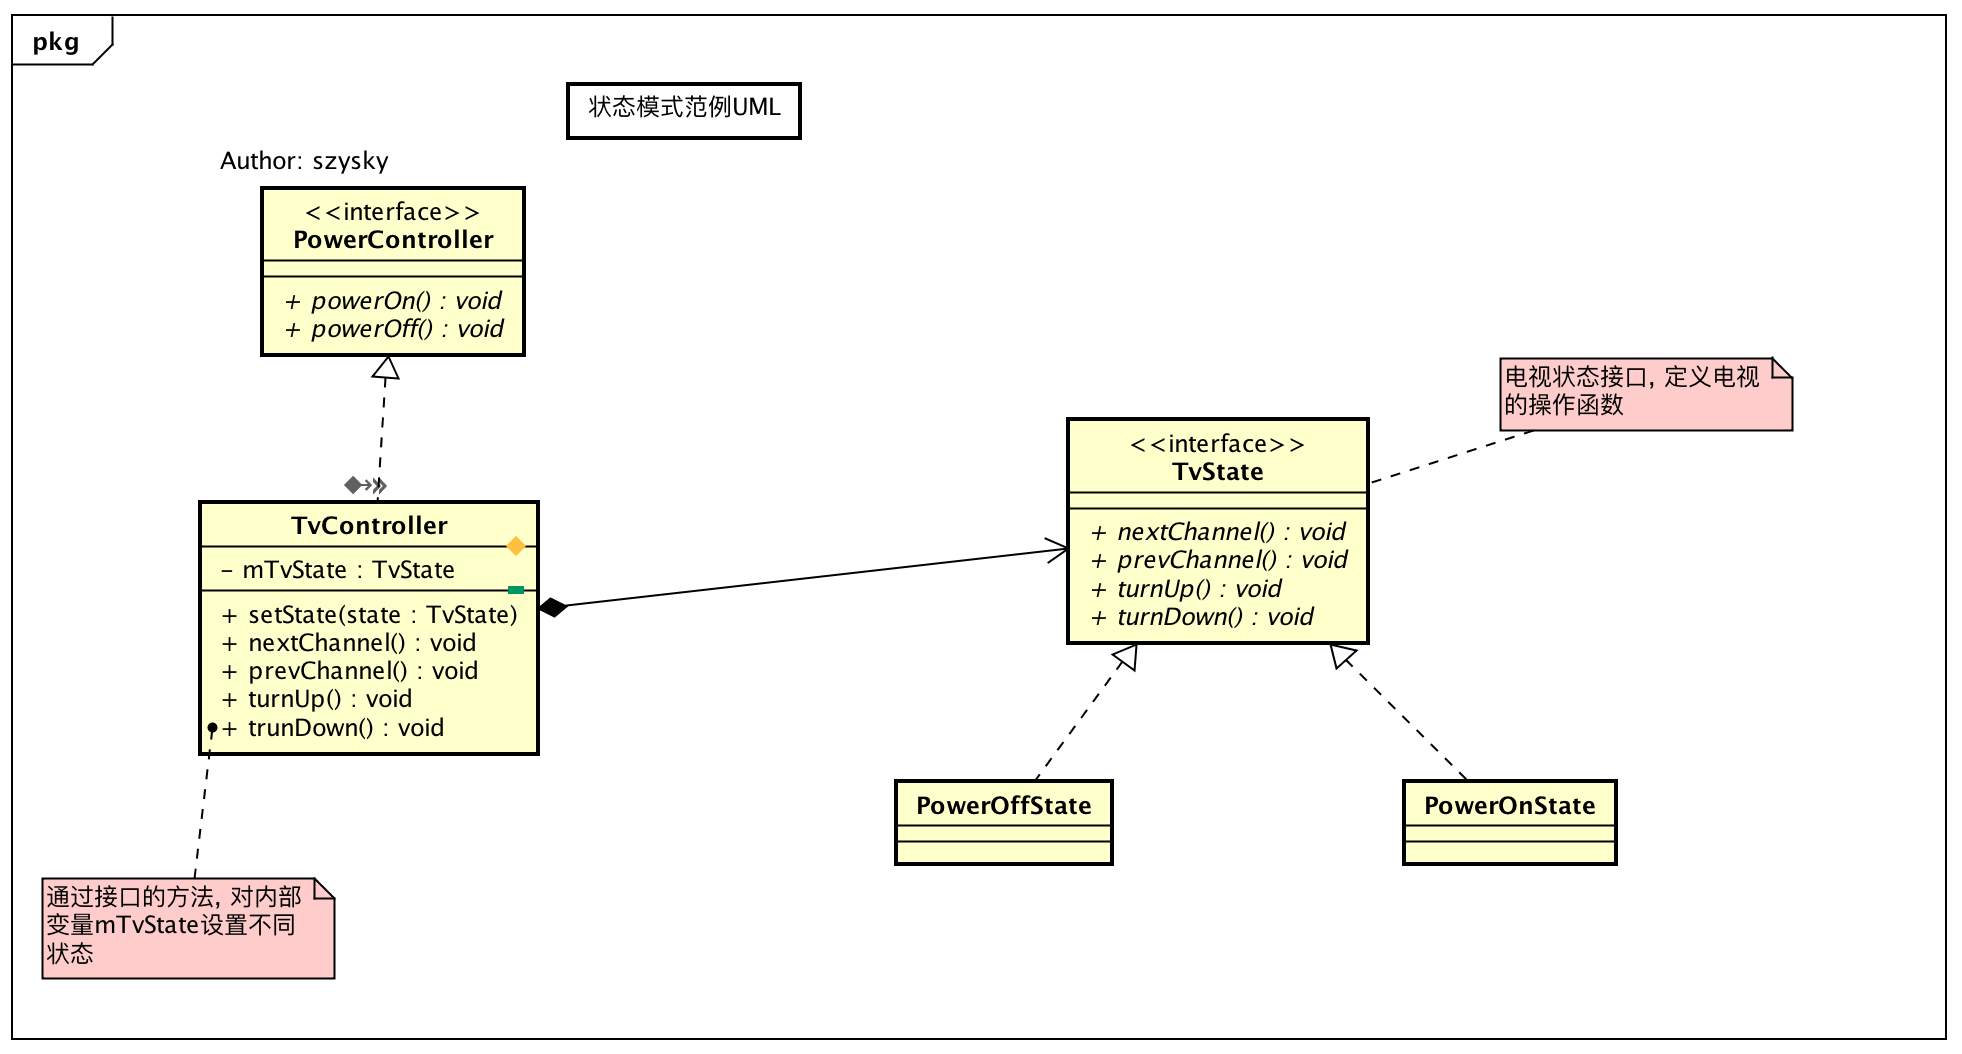 pkg
状态模式范例UML
Author: szysky
<<interface>>
PowerController
+ powerOn() : void
+ powerOff() : void
电视状态接口, 定义电视
的操作函数
<<interface>>
TvState
+ nextChannel() : void
+ prevChannel() : void
+ turnUp() : void
+ turnDown() : void
TvController
- mTvState : TvState
+ setState(state : TvState)
+ nextChannel() : void
+ prevChannel() : void
+ turnUp() : void
+ trunDown() : void
PowerOffState
PowerOnState
通过接口的方法, 对内部
变量mTvState设置不同
状态